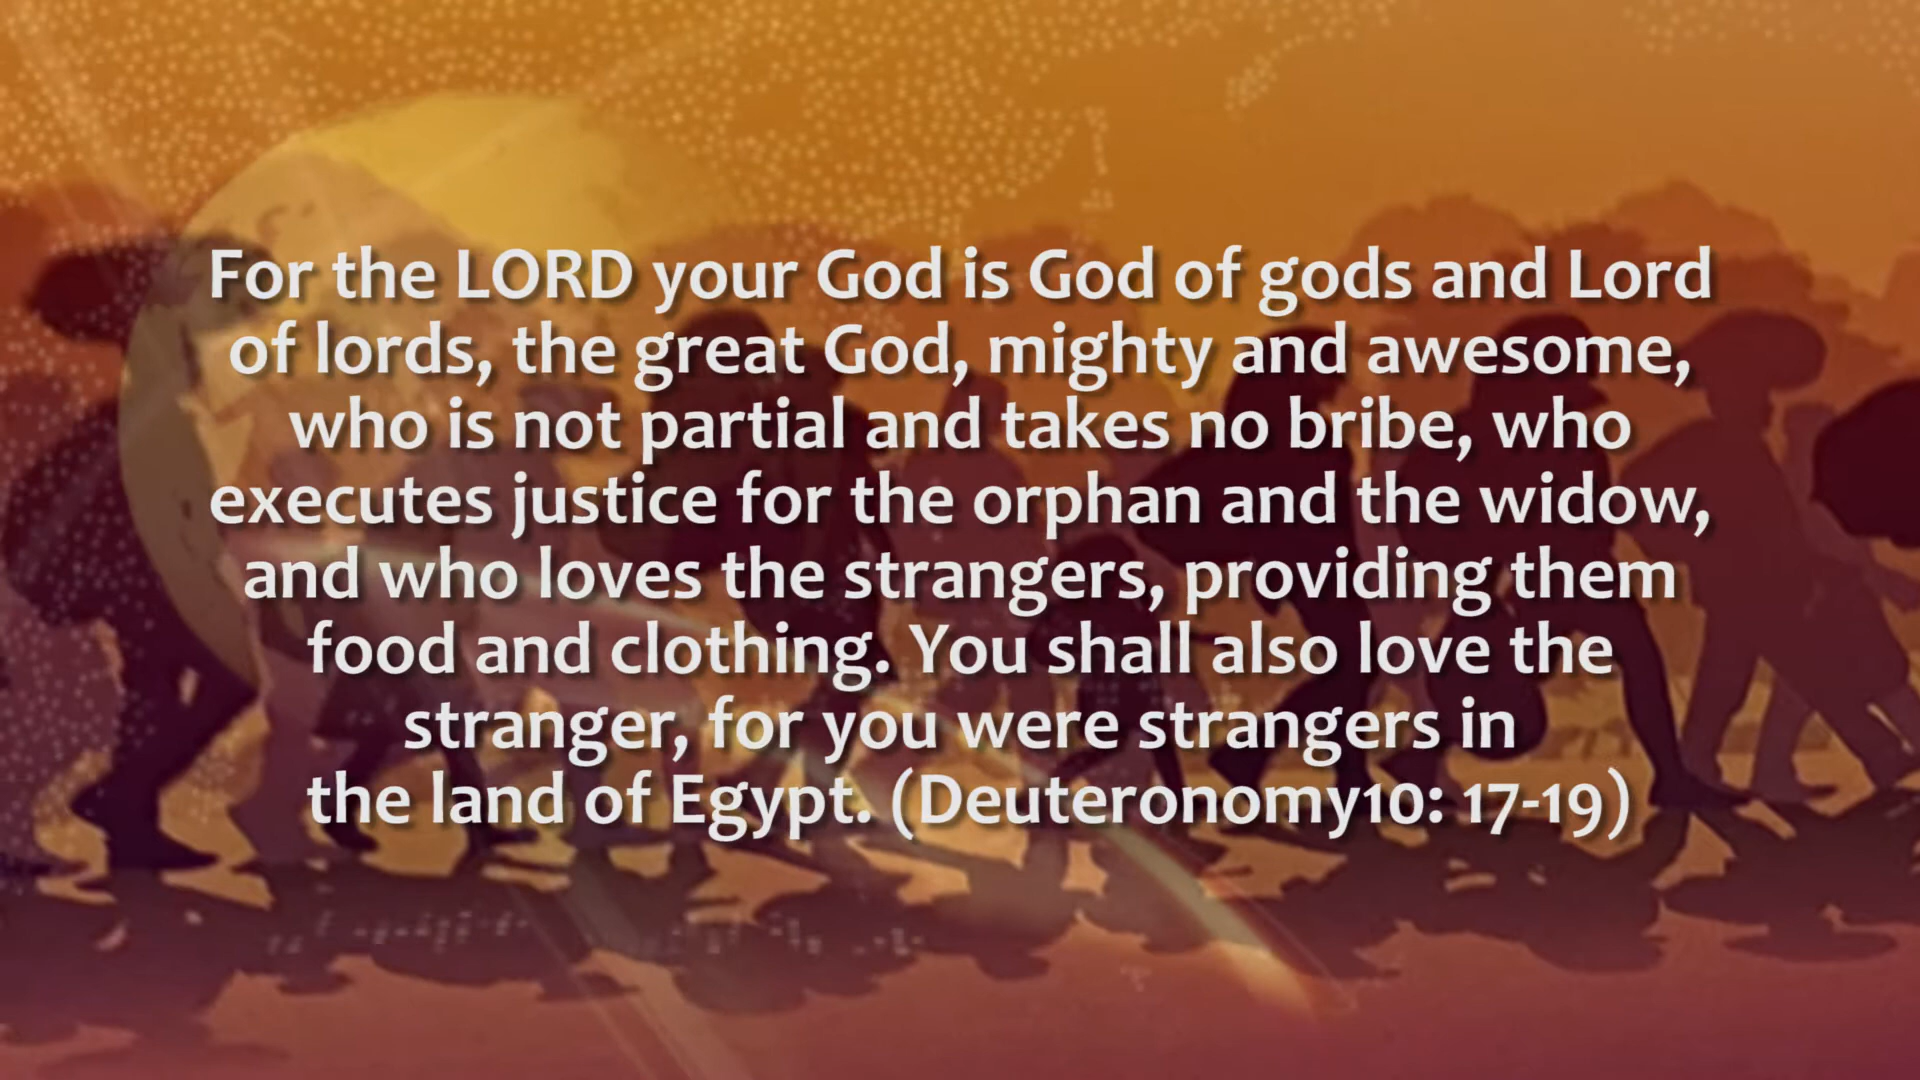 For the LORD your God is God of gods and Lord
of lords, the great God, mighty and awesome,
who is not partial and takes no bribe, who
executes justice for the orphan and the widow,
and who loves the strangers, providing them
food and clothing. You shall also love the
stranger, for you were strangers in
the land of Egypt. (Deuteronomy10: 17-19)